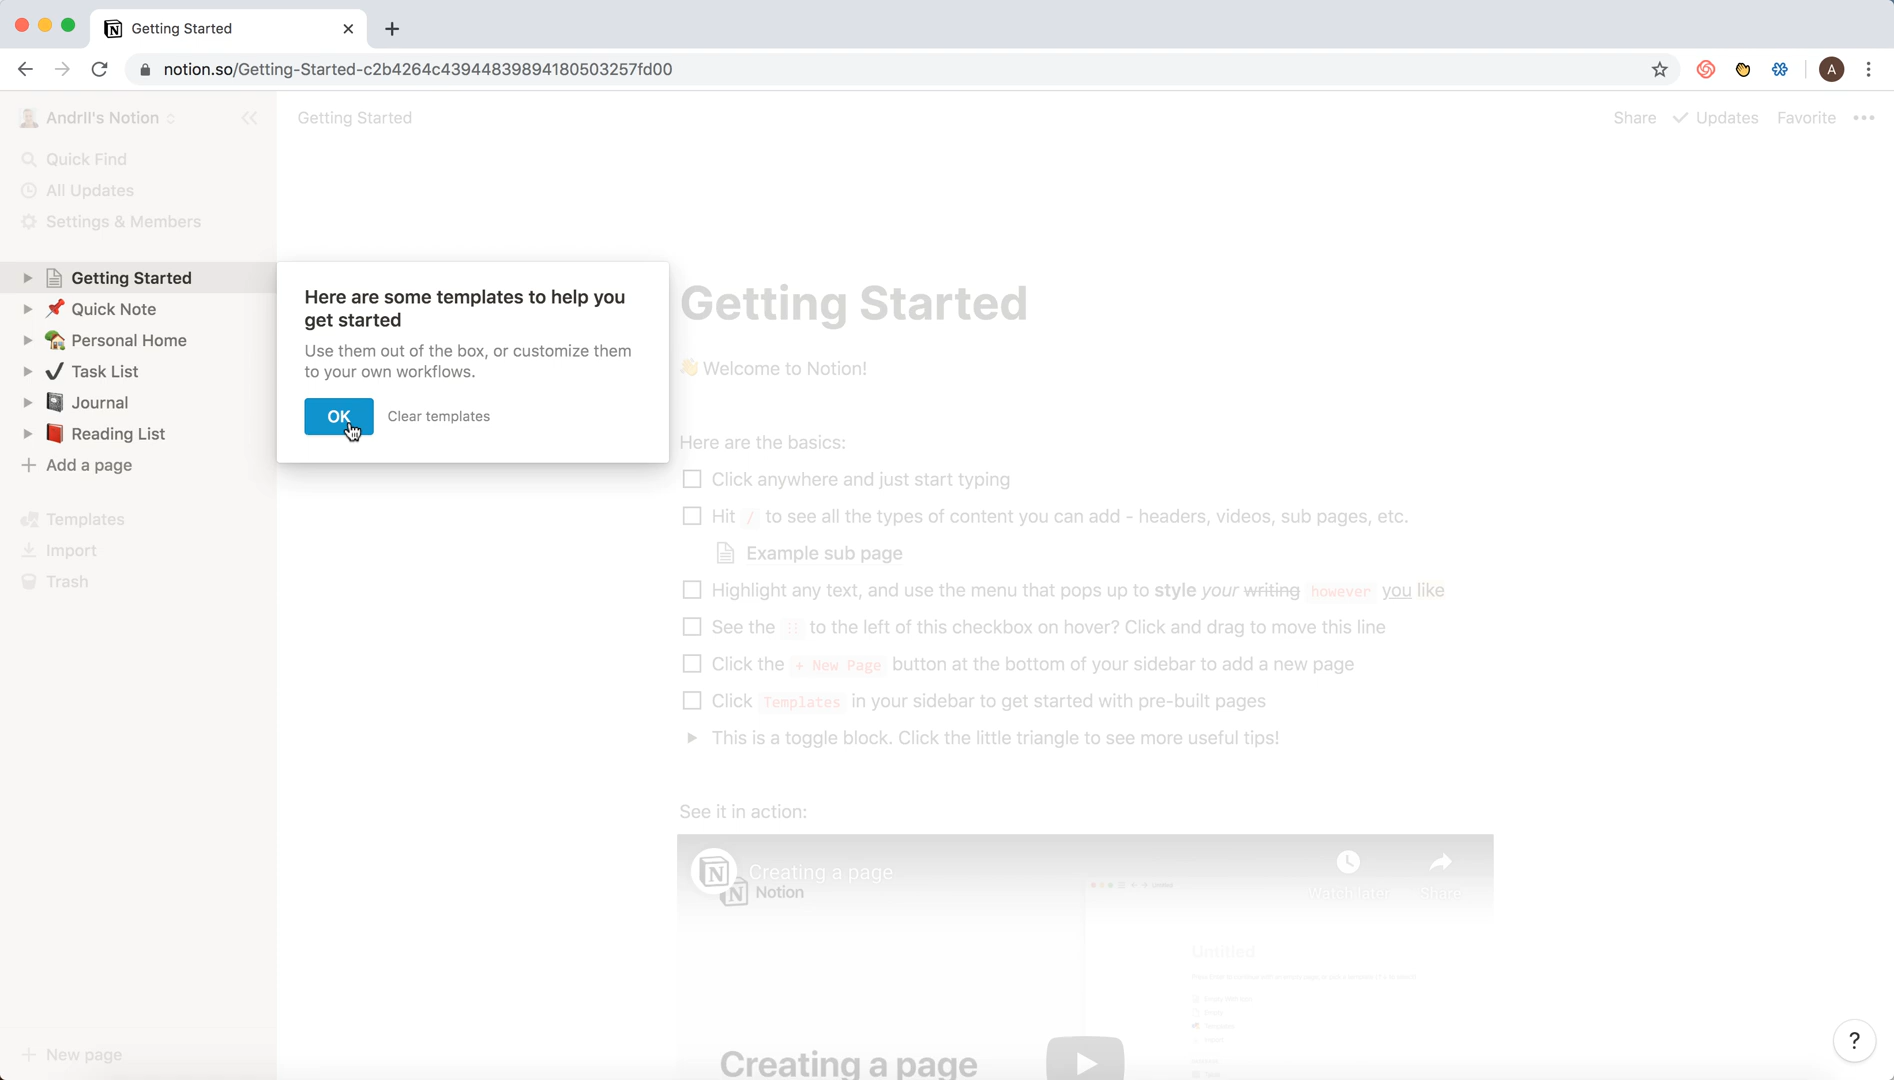 Getting Started
notion.so/Getting-Started-c2b4264c43944839894180503257fd00
A
AndrII's Notion
Getting Started
Share
Updates
Favorite
Quick Find
All Updates
Settings & Members
Getting Started
Quick Note
Personal Home
Task List
Journal
Reading List
Add a page
Templates
Import
Trash
New page
Here are some templates to help you
get started
Use them out of the box, or customize them
to your own workflows.
OK
Clear templates
Getting Started
👋 Welcome to Notion!
Here are the basics:
Click anywhere and just start typing
Hit / to see all the types of content you can add - headers, videos, sub pages, etc.
Example sub page
Highlight any text, and use the menu that pops up to style your writing however you like
See the ⋮⋮ to the left of this checkbox on hover? Click and drag to move this line
Click the + New Page button at the bottom of your sidebar to add a new page
Click Templates in your sidebar to get started with pre-built pages
This is a toggle block. Click the little triangle to see more useful tips!
See it in action:
Creating a page
Notion
Watch later
Share
Untitled
Creating a page
?